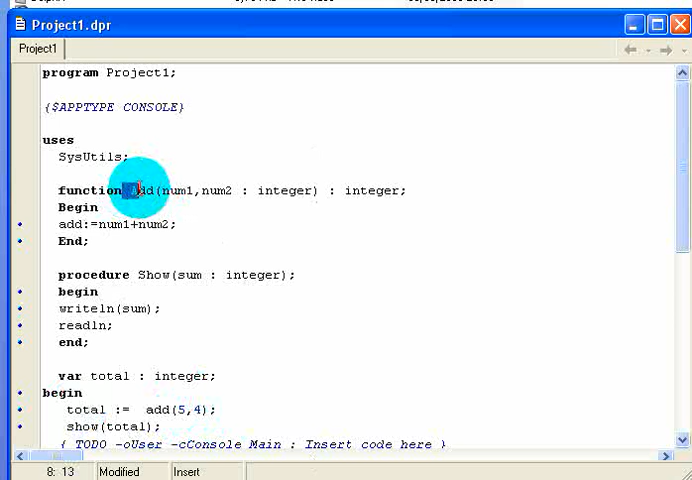 Project1.dpr
Project1
program Project1;
{$APPTYPE CONSOLE}
uses
SysUtils;
function Add(num1,num2 : integer) : integer;
Begin
add:=num1+num2;
End;
procedure Show(sum : integer);
begin
writeln(sum);
readln;
end;
var total : integer;
begin
total := add(5,4);
show(total);
{ TODO -oUser -cConsole Main : Insert code here }
8: 13 Modified Insert